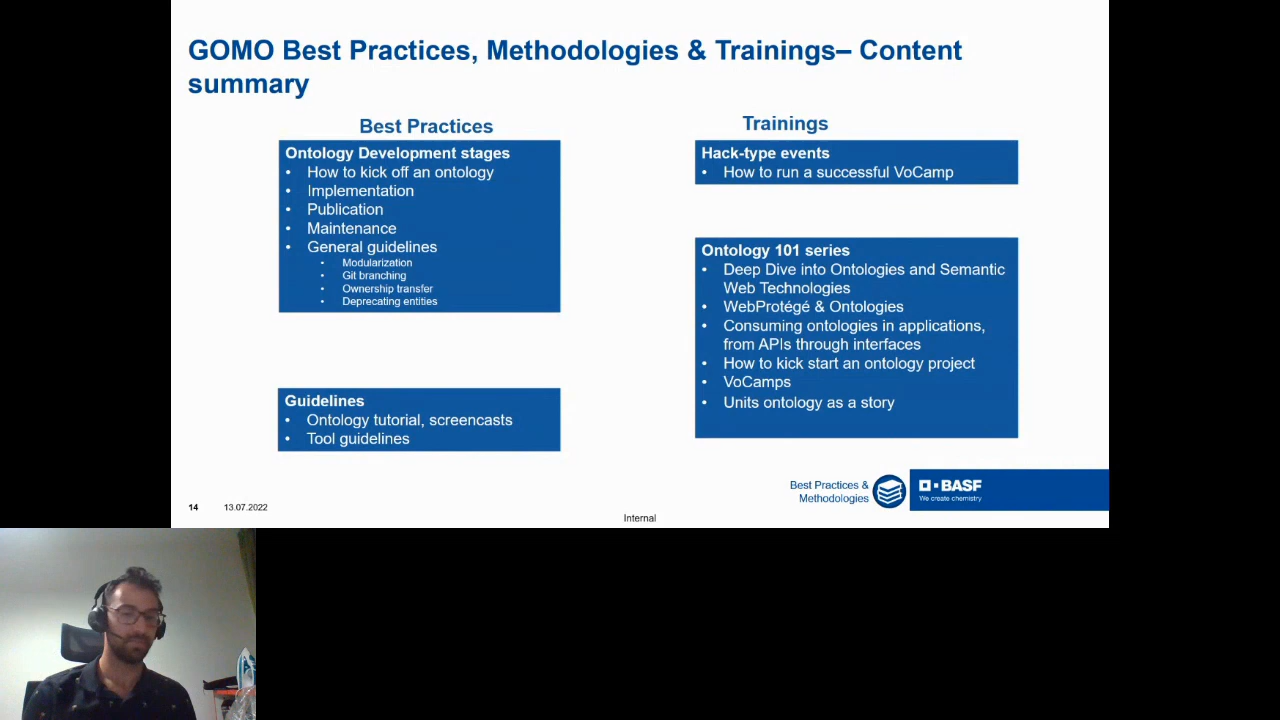 GOMO Best Practices, Methodologies & Trainings– Content
summary
Best Practices
Ontology Development stages
• How to kick off an ontology
• Implementation
• Publication
• Maintenance
• General guidelines
• Modularization
• Git branching
• Ownership transfer
• Deprecating entities
Guidelines
• Ontology tutorial, screencasts
• Tool guidelines
Trainings
Hack-type events
• How to run a successful VoCamp
Ontology 101 series
• Deep Dive into Ontologies and Semantic
Web Technologies
• WebProtégé & Ontologies
• Consuming ontologies in applications,
from APIs through interfaces
• How to kick start an ontology project
• VoCamps
• Units ontology as a story
Best Practices &
Methodologies
BASF
We create chemistry
14 13.07.2022
Internal